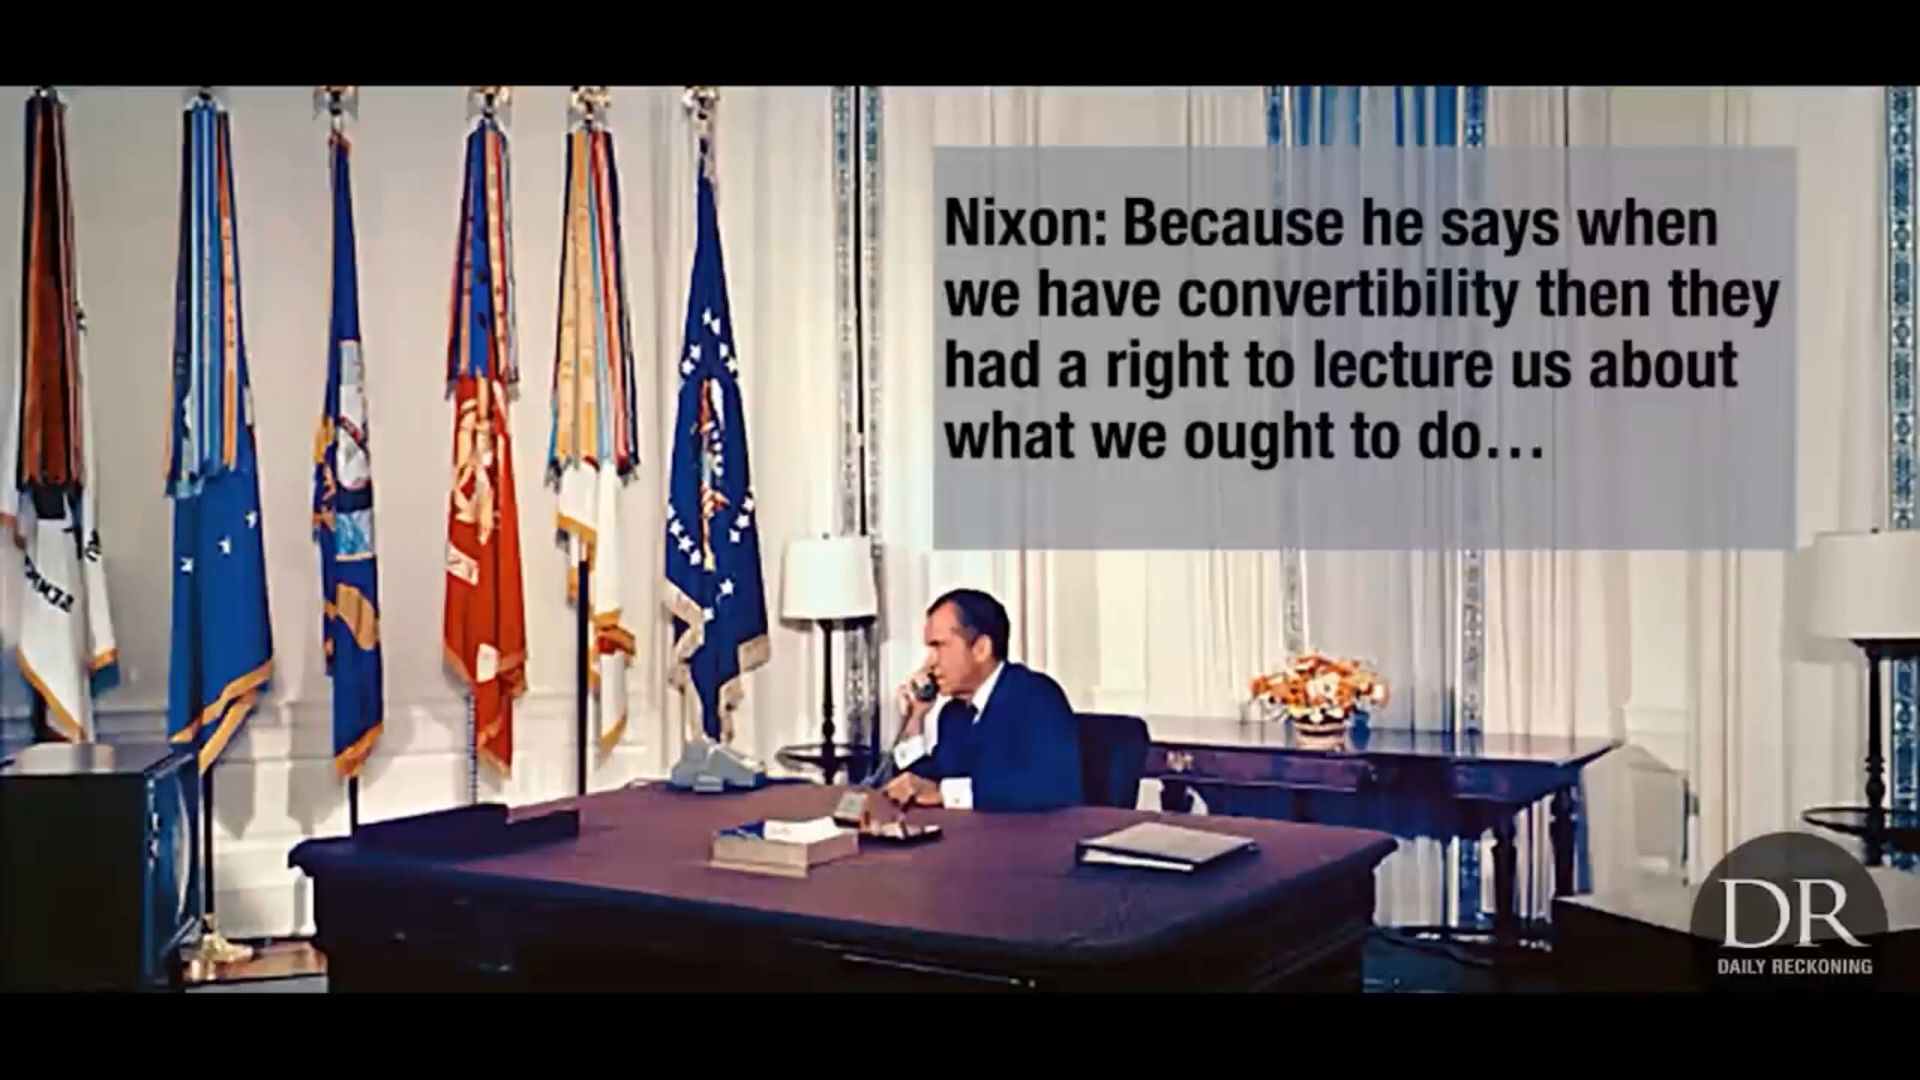 Nixon: Because he says when
we have convertibility then they
had a right to lecture us about
what we ought to do…
DR
DAILY RECKONING